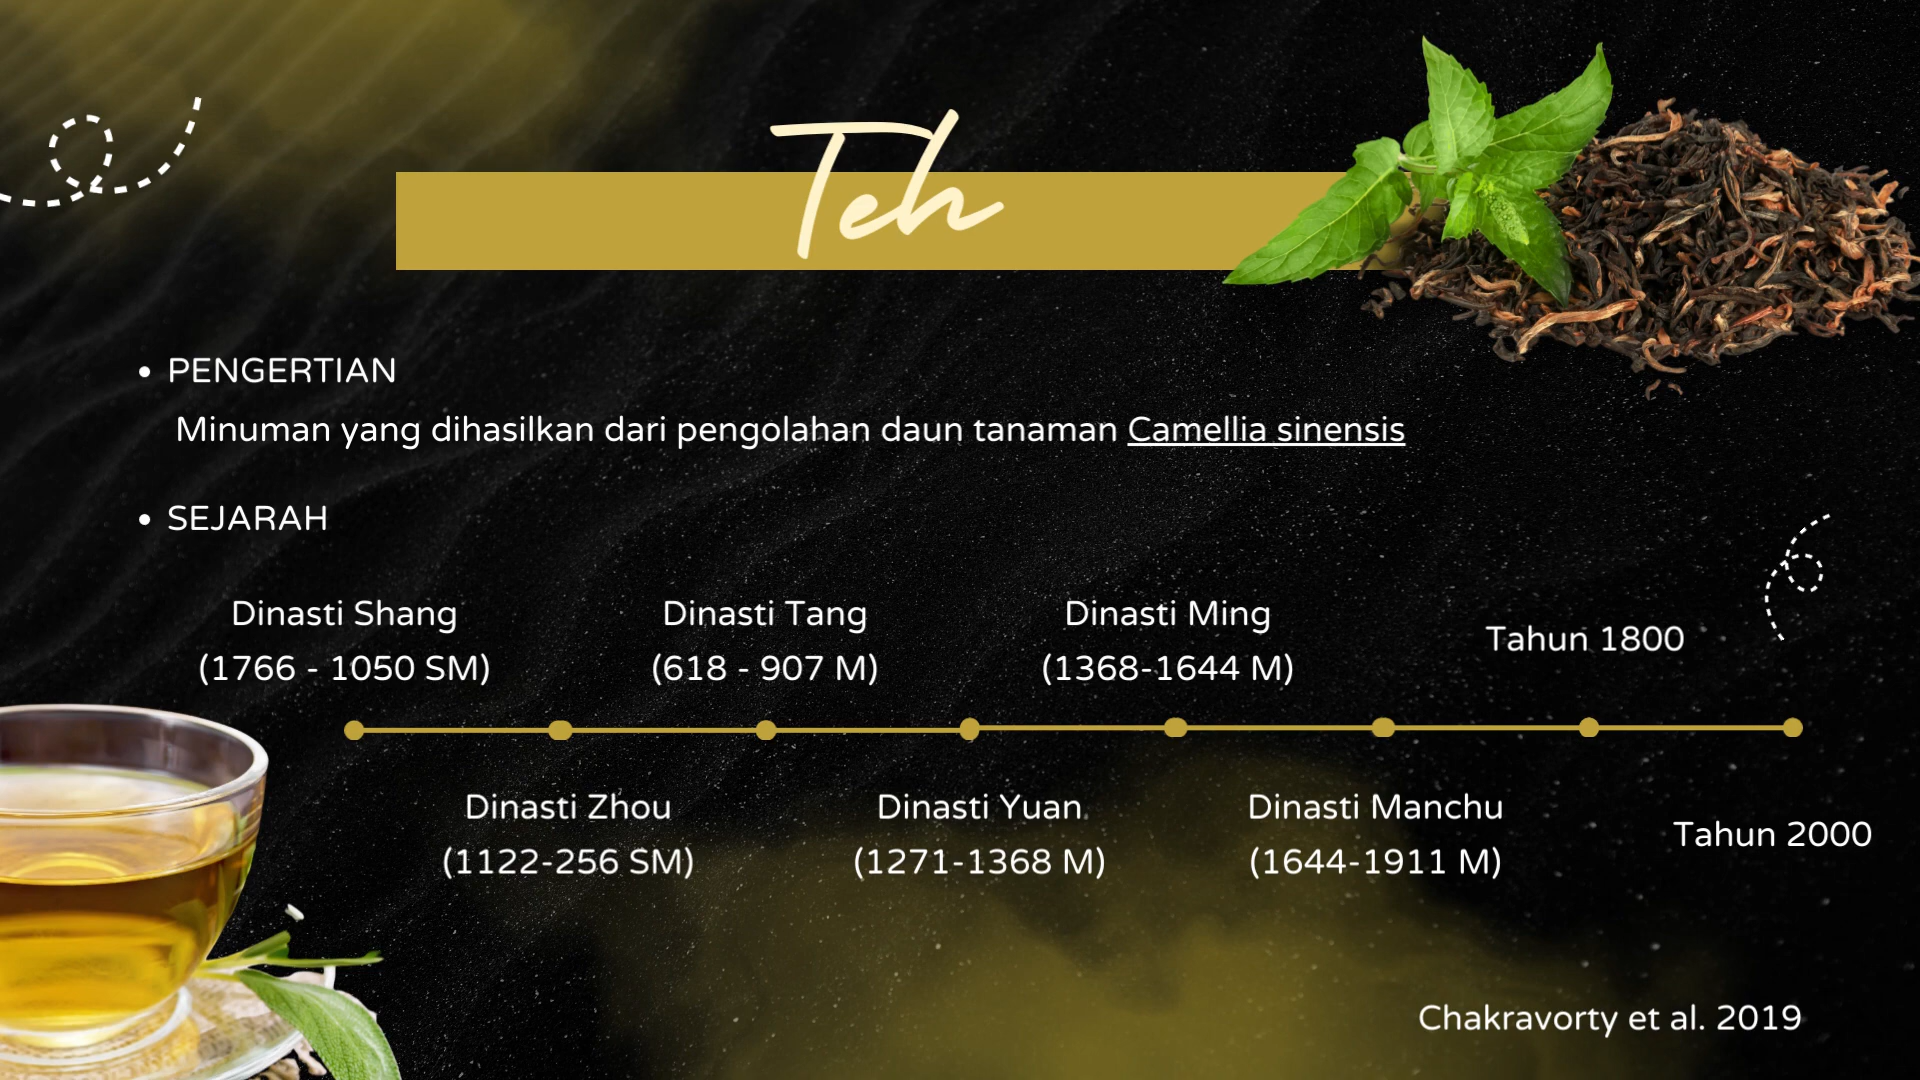 Teh
• PENGERTIAN
Minuman yang dihasilkan dari pengolahan daun tanaman Camellia sinensis
• SEJARAH
Dinasti Shang
(1766 - 1050 SM)
Dinasti Zhou
(1122-256 SM)
Dinasti Tang
(618 - 907 M)
Dinasti Yuan
(1271-1368 M)
Dinasti Ming
(1368-1644 M)
Dinasti Manchu
(1644-1911 M)
Tahun 1800
Tahun 2000
Chakravorty et al. 2019